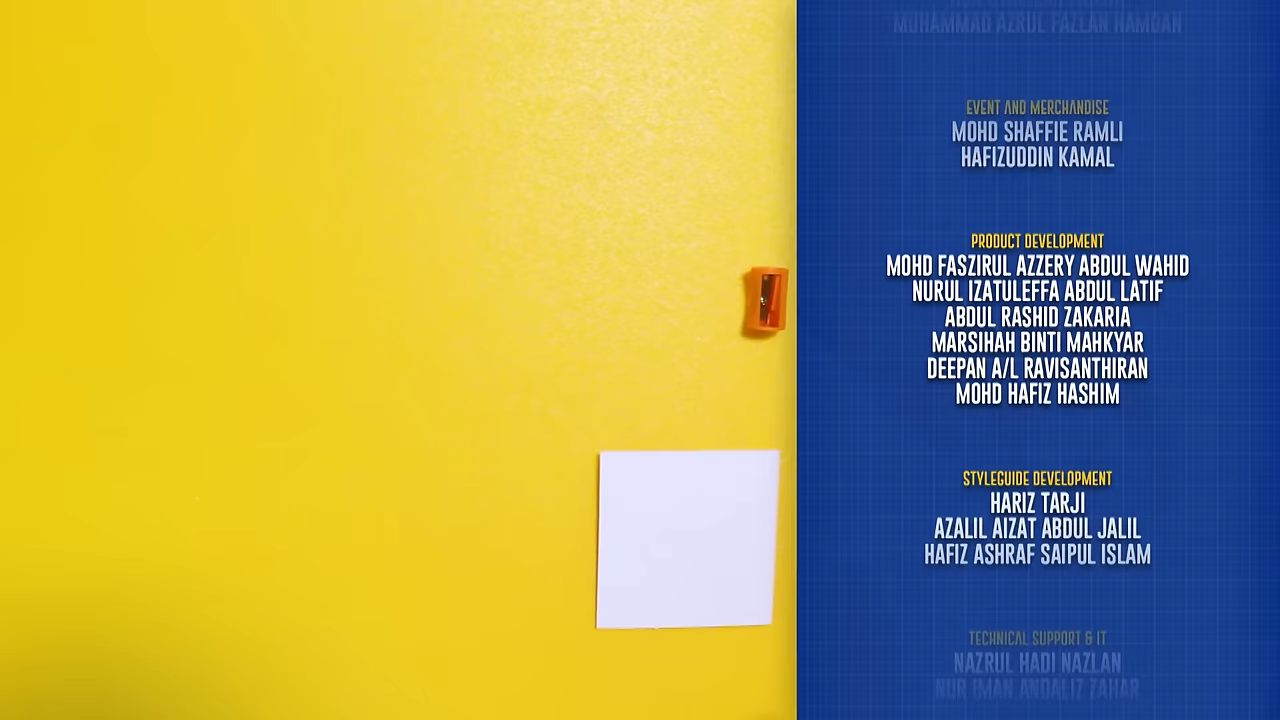 MUHAMMAD AZRUL FAZLAN HAMDAN
EVENT AND MERCHANDISE
MOHD SHAFFIE RAMLI
HAFIZUDDIN KAMAL
PRODUCT DEVELOPMENT
MOHD FASZIRUL AZZERY ABDUL WAHID
NURUL IZATULEFFA ABDUL LATIF
ABDUL RASHID ZAKARIA
MARSIHAH BINTI MAHKYAR
DEEPAN A/L RAVISANTHIRAN
MOHD HAFIZ HASHIM
STYLEGUIDE DEVELOPMENT
HARIZ TARJI
AZALIL AIZAT ABDUL JALIL
HAFIZ ASHRAF SAIPUL ISLAM
TECHNICAL SUPPORT & IT
NAZRUL HADI NAZLAN
NUR IMAN ANDALIZ ZAHAR